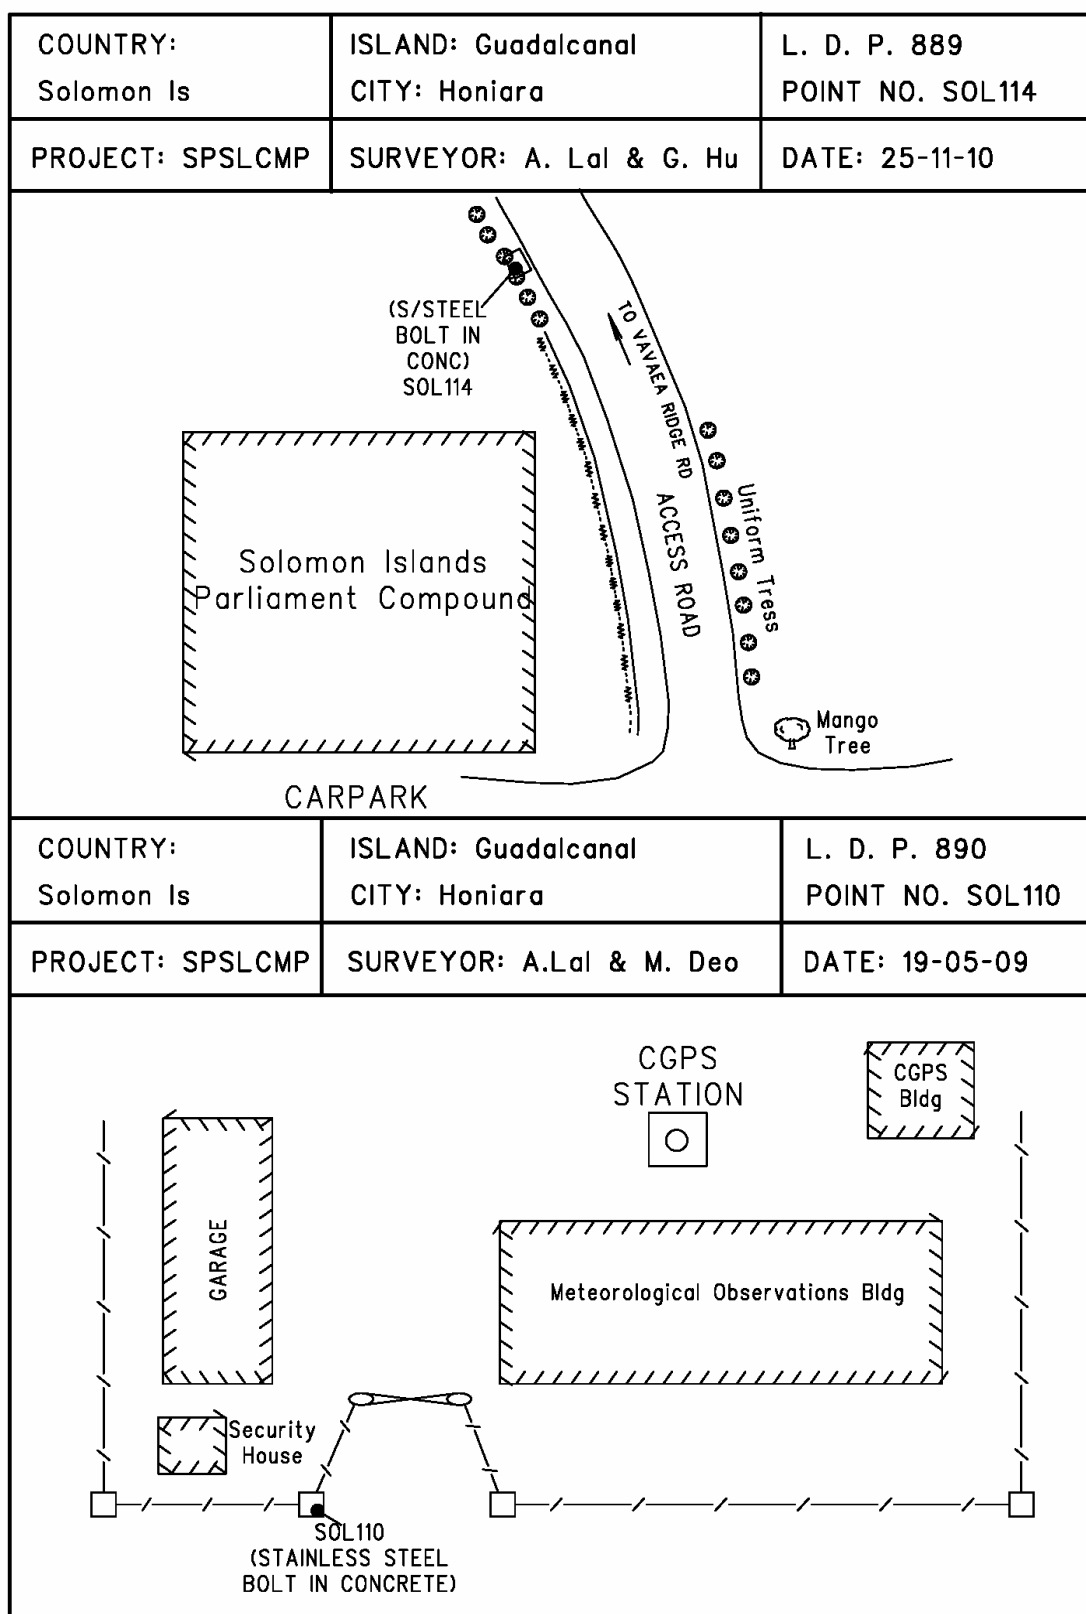 COUNTRY:
Solomon Is
ISLAND: Guadalcanal
CITY: Honiara
L. D. P. 889
POINT NO. SOL114
PROJECT: SPSLCMP
SURVEYOR: A. Lal & G. Hu
DATE: 25-11-10
(S/STEEL
BOLT IN
CONC)
SOL114
TO VAVAEA RIDGE RD
ACCESS ROAD
Uniform Tress
Solomon Islands
Parliament Compound
Mango
Tree
CARPARK
COUNTRY:
Solomon Is
ISLAND: Guadalcanal
CITY: Honiara
L. D. P. 890
POINT NO. SOL110
PROJECT: SPSLCMP
SURVEYOR: A.Lal & M. Deo
DATE: 19-05-09
CGPS
STATION
CGPS
Bldg
GARAGE
Meteorological Observations Bldg
Security
House
SOL110
(STAINLESS STEEL
BOLT IN CONCRETE)